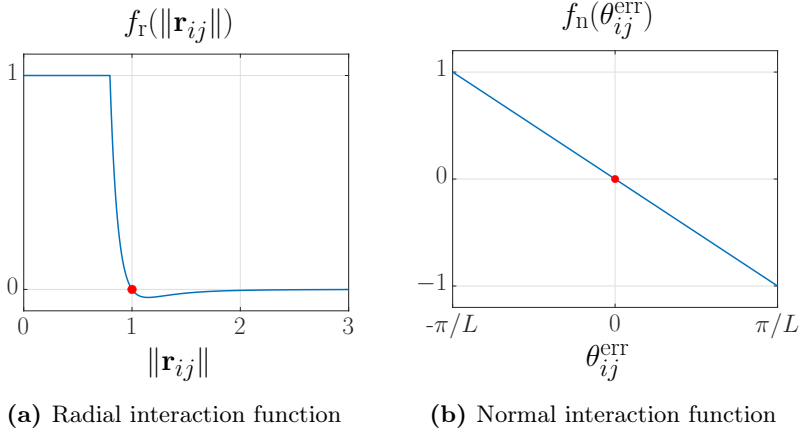 f_r(‖r_ij‖)
1
0
0 1 2 3
‖r_ij‖
(a) Radial interaction function
f_n(θ_ij^err)
1
0
−1
-π/L 0 π/L
θ_ij^err
(b) Normal interaction function